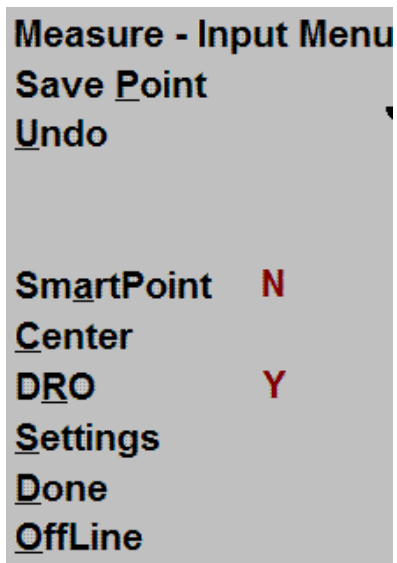 Measure - Input Menu
Save Point
Undo
SmartPoint N
Center
DRO Y
Settings
Done
OffLine